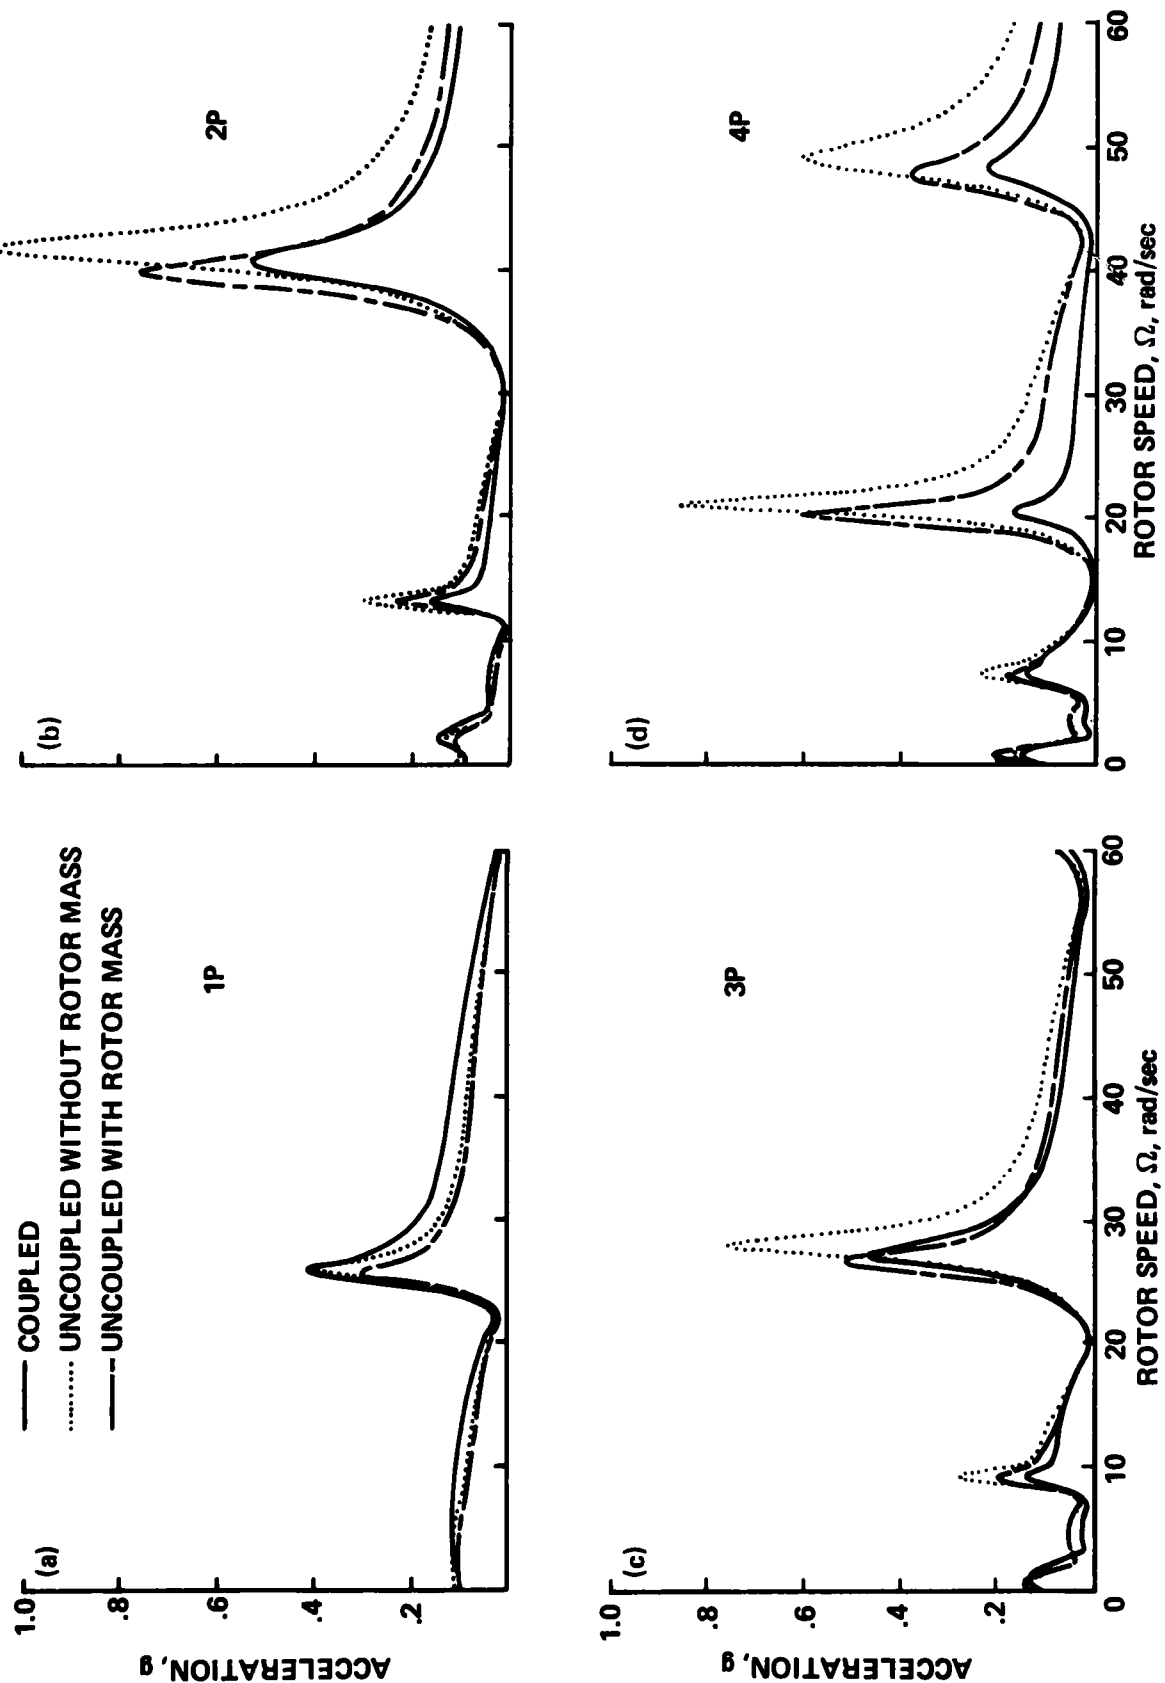 COUPLED
UNCOUPLED WITHOUT ROTOR MASS
UNCOUPLED WITH ROTOR MASS
(a)
1P
1.0
.8
.6
.4
.2
ACCELERATION, g
(b)
2P
(c)
3P
1.0
.8
.6
.4
.2
0
ACCELERATION, g
10
20
30
40
50
60
ROTOR SPEED, Ω, rad/sec
(d)
4P
0
10
20
30
40
50
60
ROTOR SPEED, Ω, rad/sec